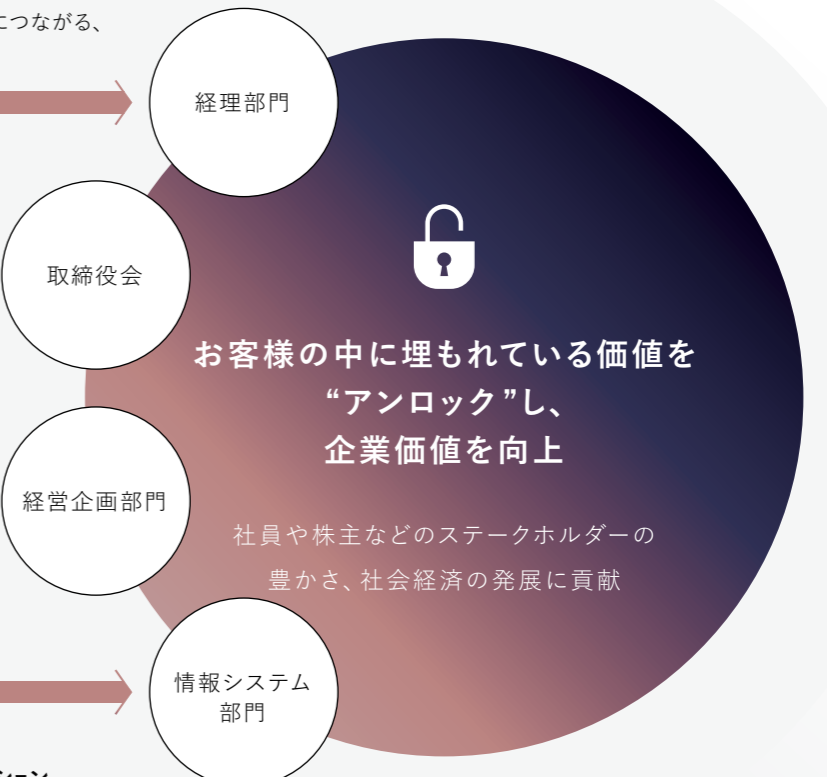 つながる、
経理部門
取締役会
お客様の中に埋もれている価値を
“アンロック”し、
企業価値を向上
経営企画部門
社員や株主などのステークホルダーの
豊かさ、社会経済の発展に貢献
情報システム
部門